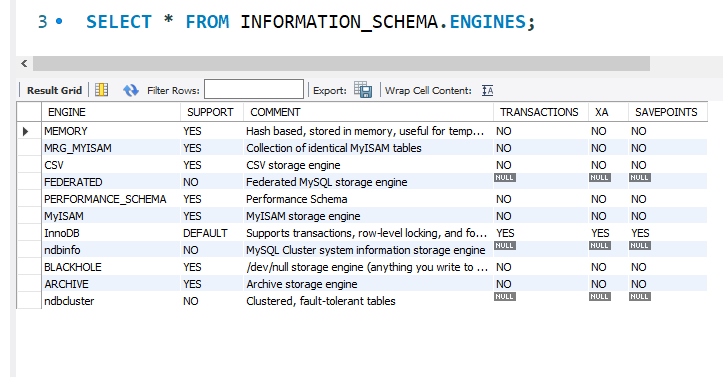 3 SELECT * FROM INFORMATION_SCHEMA.ENGINES;
Result Grid Filter Rows: Export: Wrap Cell Content: IA
ENGINE SUPPORT COMMENT TRANSACTIONS XA SAVEPOINTS
MEMORY YES Hash based, stored in memory, useful for temp... NO NO NO
MRG_MYISAM YES Collection of identical MyISAM tables NO NO NO
CSV YES CSV storage engine NO NO NO
FEDERATED NO Federated MySQL storage engine NULL NULL NULL
PERFORMANCE_SCHEMA YES Performance Schema NO NO NO
MyISAM YES MyISAM storage engine NO NO NO
InnoDB DEFAULT Supports transactions, row-level locking, and fo... YES YES YES
ndbinfo NO MySQL Cluster system information storage engine NULL NULL NULL
BLACKHOLE YES /dev/null storage engine (anything you write to ... NO NO NO
ARCHIVE YES Archive storage engine NO NO NO
ndbcluster NO Clustered, fault-tolerant tables NULL NULL NULL